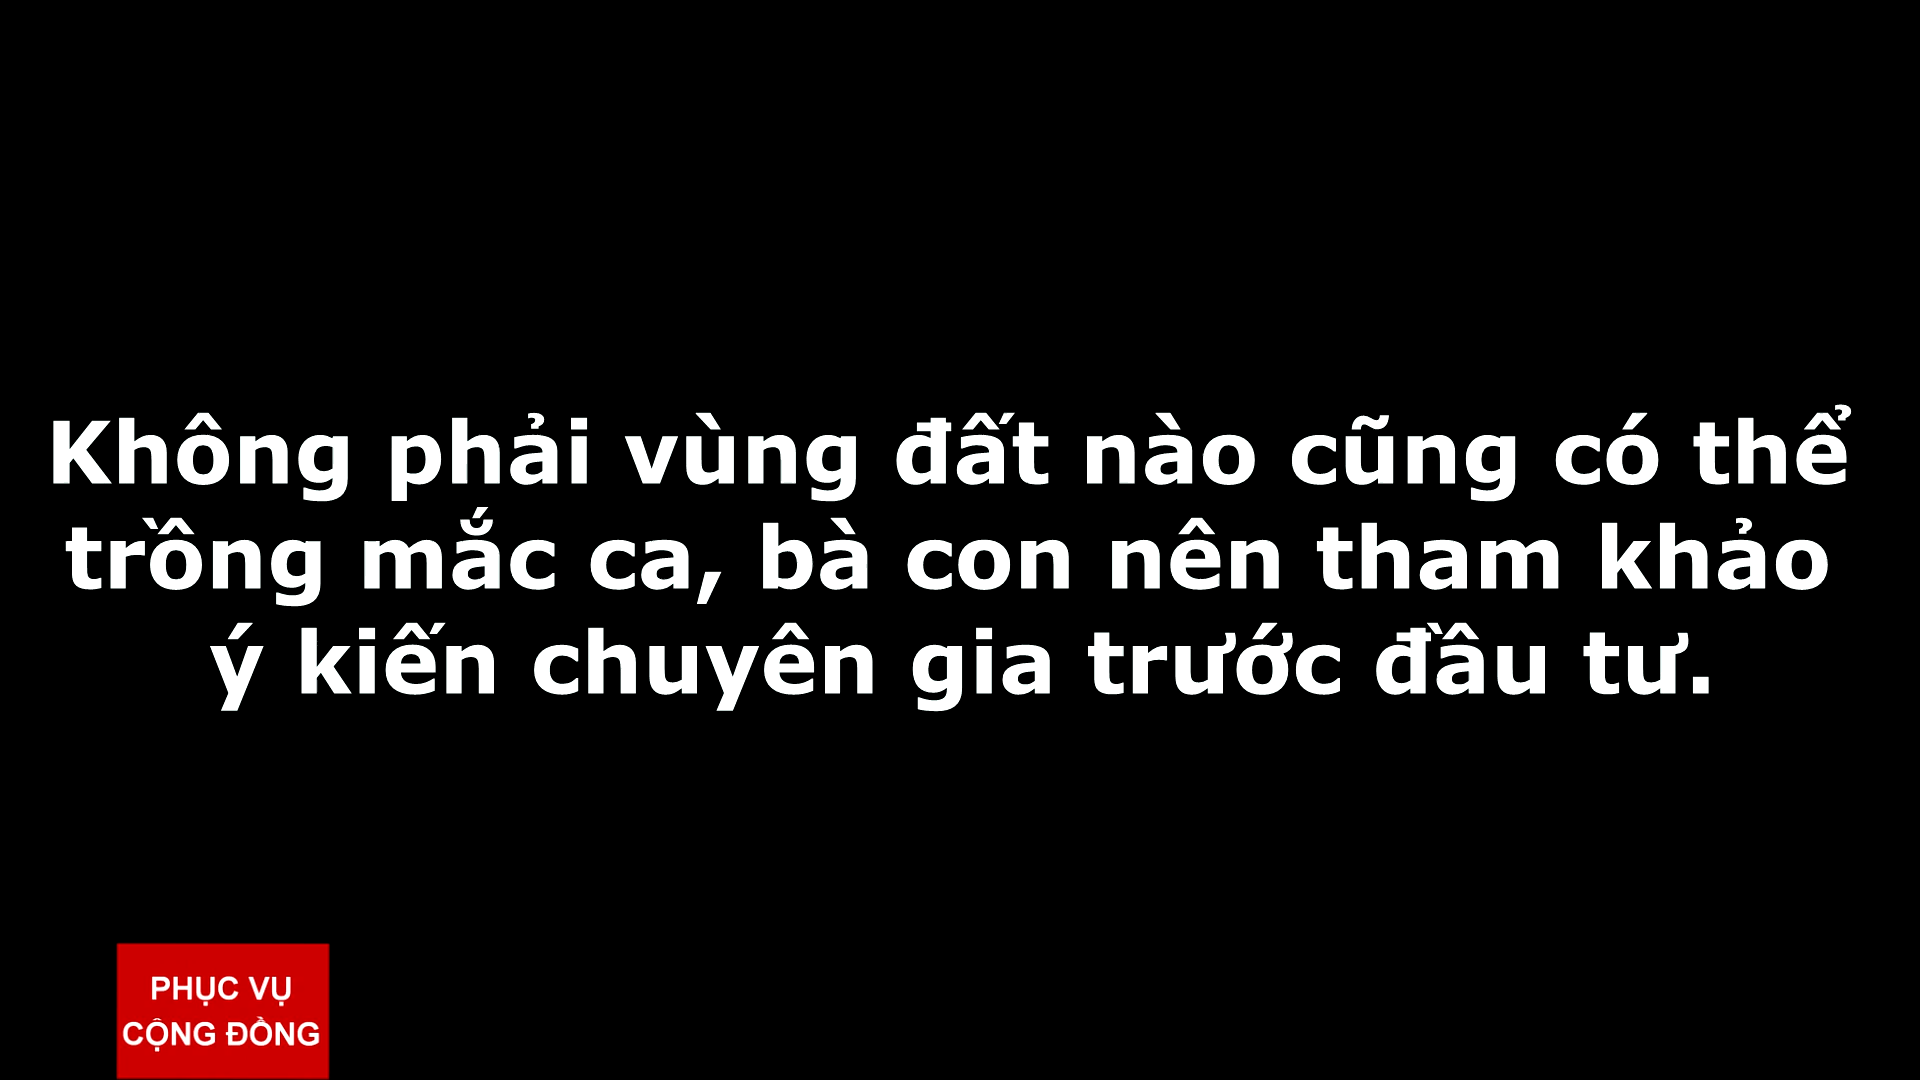 Không phải vùng đất nào cũng có thể
trồng mắc ca, bà con nên tham khảo
ý kiến chuyên gia trước đầu tư.
PHỤC VỤ
CỘNG ĐỒNG